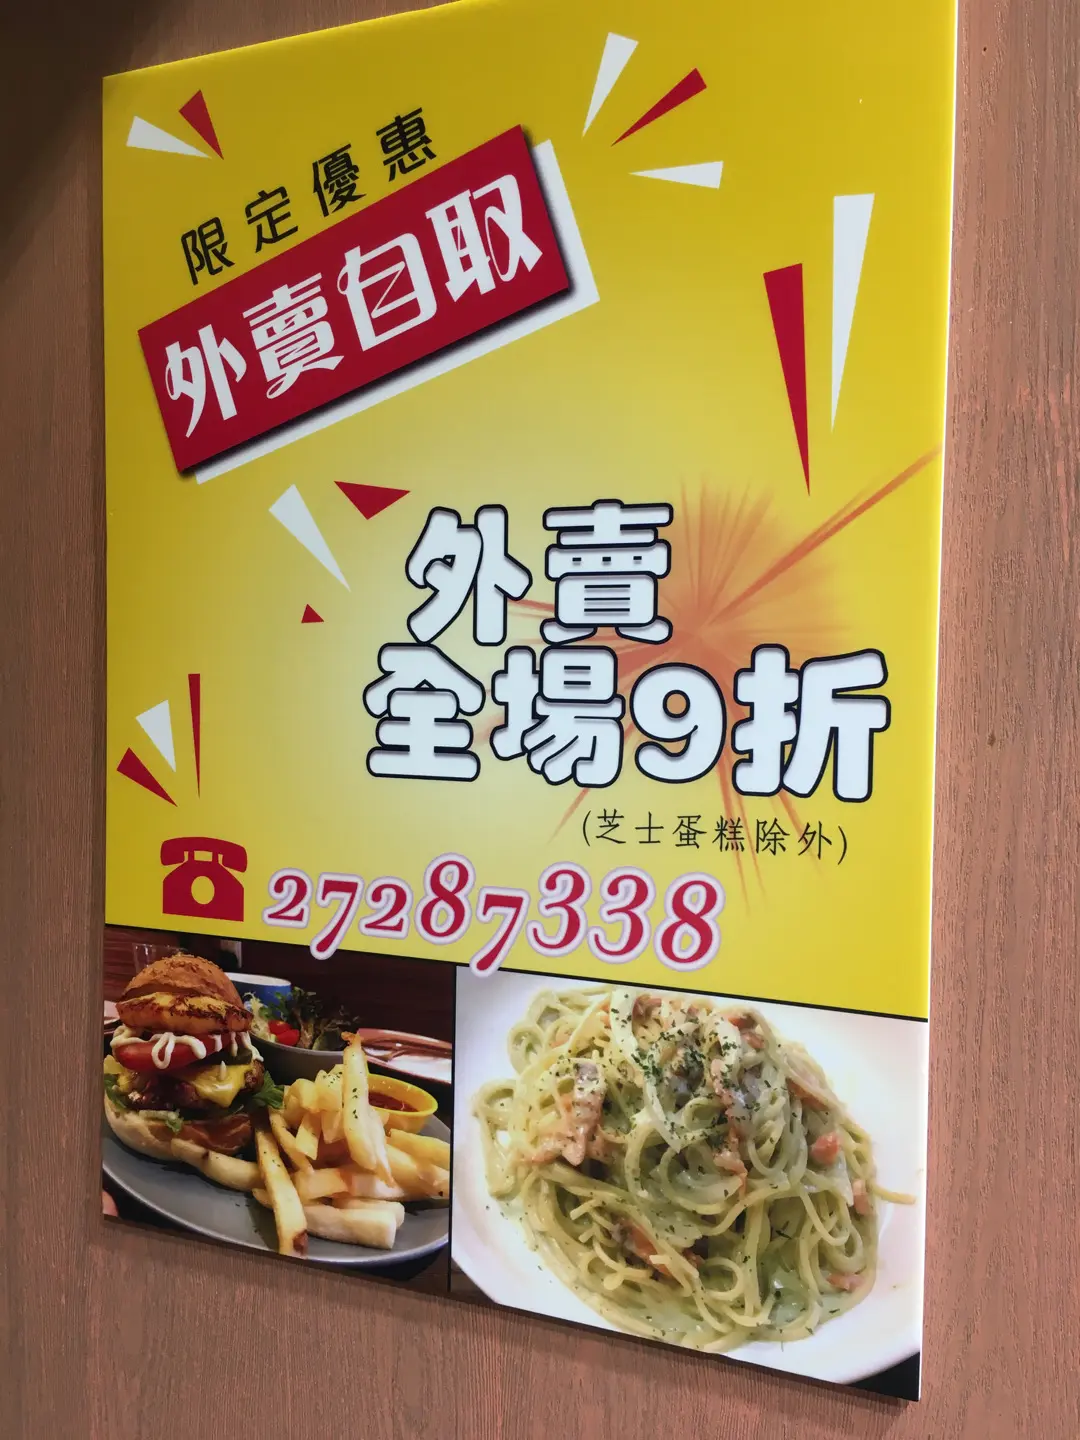 限定優惠
外賣自取
外賣
全場9折
(芝士蛋糕除外)
27287338